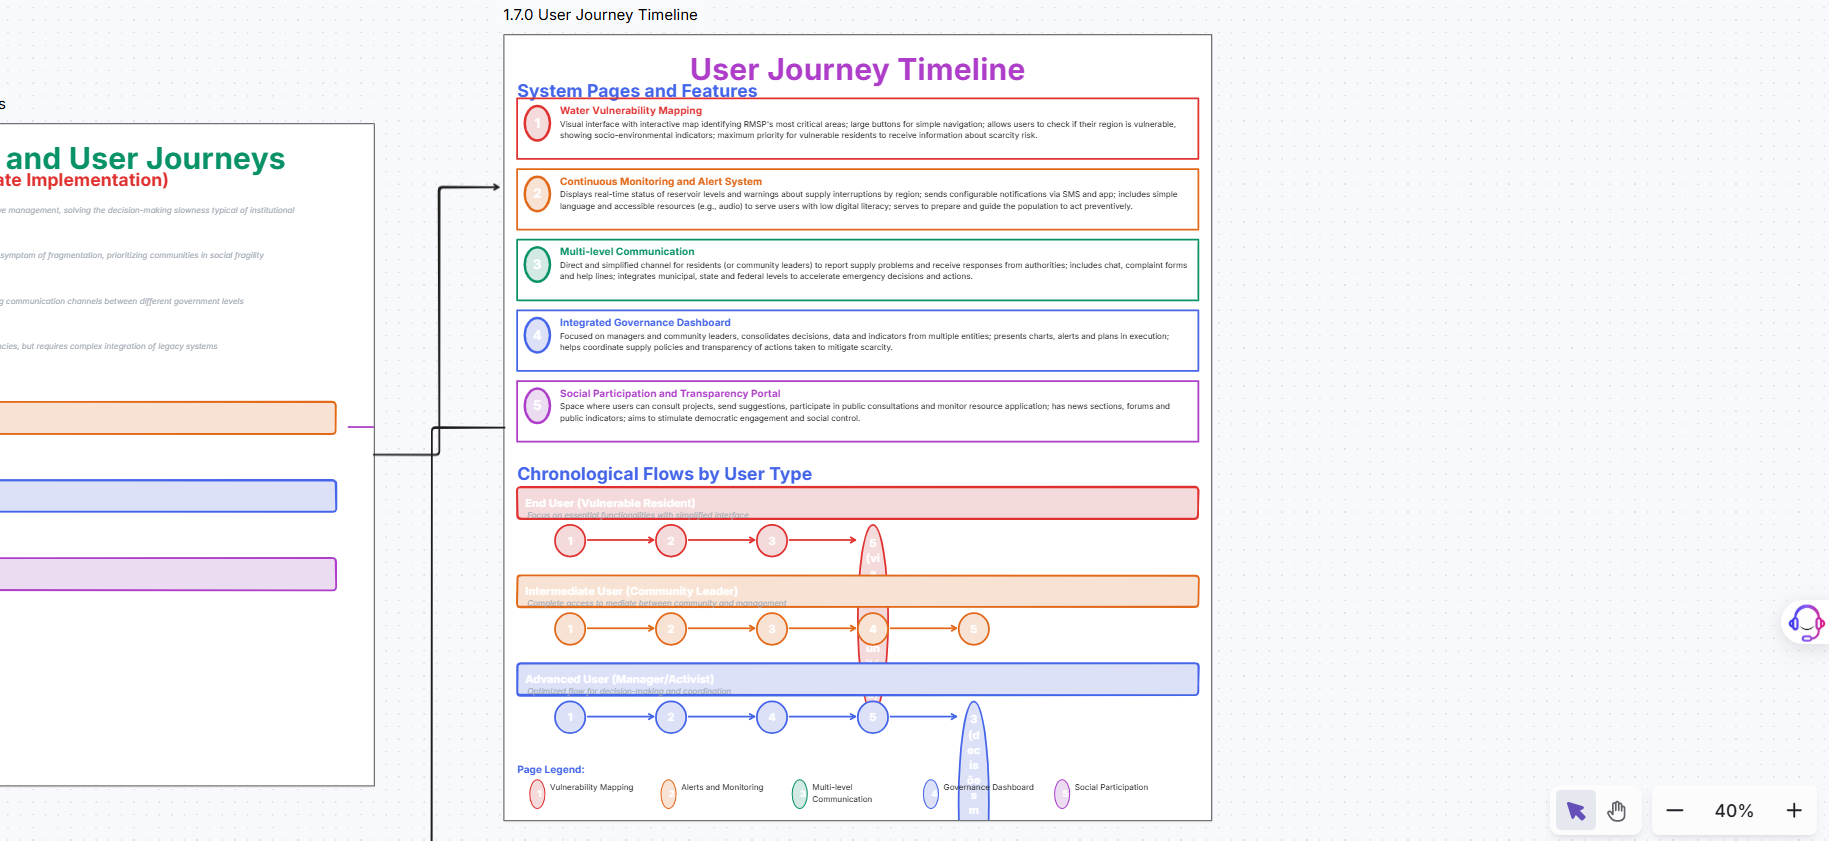 1.7.0 User Journey Timeline
s
and User Journeys
ate Implementation)
ve management, solving the decision-making slowness typical of institutional
symptom of fragmentation, prioritizing communities in social fragility
g communication channels between different government levels
cies, but requires complex integration of legacy systems
User Journey Timeline
System Pages and Features
1
Water Vulnerability Mapping
Visual interface with interactive map identifying RMSP's most critical areas; large buttons for simple navigation; allows users to check if their region is vulnerable,
showing socio-environmental indicators; maximum priority for vulnerable residents to receive information about scarcity risk.
2
Continuous Monitoring and Alert System
Displays real-time status of reservoir levels and warnings about supply interruptions by region; sends configurable notifications via SMS and app; includes simple
language and accessible resources (e.g., audio) to serve users with low digital literacy; serves to prepare and guide the population to act preventively.
3
Multi-level Communication
Direct and simplified channel for residents (or community leaders) to report supply problems and receive responses from authorities; includes chat, complaint forms
and help lines; integrates municipal, state and federal levels to accelerate emergency decisions and actions.
4
Integrated Governance Dashboard
Focused on managers and community leaders, consolidates decisions, data and indicators from multiple entities; presents charts, alerts and plans in execution;
helps coordinate supply policies and transparency of actions taken to mitigate scarcity.
5
Social Participation and Transparency Portal
Space where users can consult projects, send suggestions, participate in public consultations and monitor resource application; has news sections, forums and
public indicators; aims to stimulate democratic engagement and social control.
Chronological Flows by User Type
End User (Vulnerable Resident)
Focus on essential functionalities with simplified interface
1 2 3 5
(vi
Intermediate User (Community Leader)
Complete access to mediate between community and management
1 2 3 4 5
un
Advanced User (Manager/Activist)
Optimized flow for decision-making and coordination
1 2 4 5 3
(d
ec
is
õe
s
m
Page Legend:
Vulnerability Mapping
Alerts and Monitoring
Multi-level
Communication
4
Governance Dashboard
Social Participation
40%